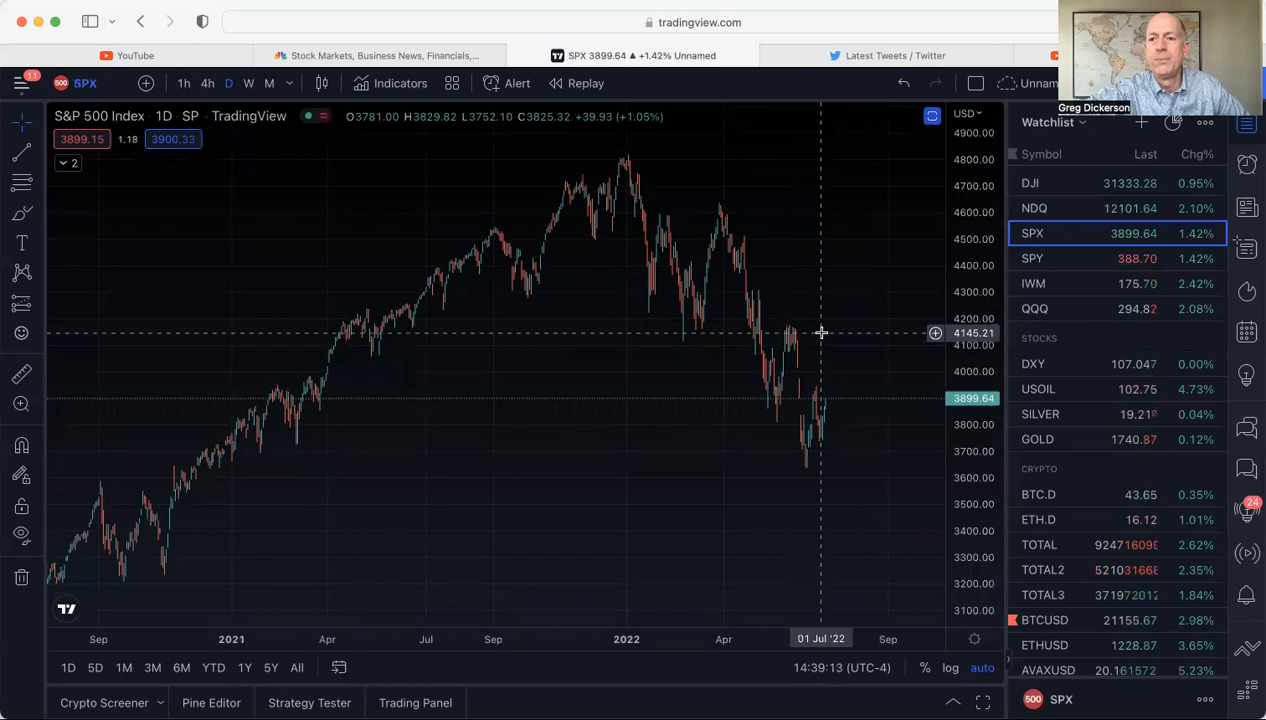 tradingview.com
YouTube
Stock Markets, Business News, Financials,...
SPX 3899.64 ▲ +1.42% Unnamed
Latest Tweets / Twitter
Greg Dickerson
11
500
SPX
1h 4h D W M
Indicators
Alert
Replay
Unnam
S&P 500 Index · 1D · SP · TradingView
O3781.00 H3829.82 L3752.10 C3825.32 +39.93 (+1.05%)
USD
3899.15
1.18
3900.33
2
4900.00
4800.00
4700.00
4600.00
4500.00
4400.00
4300.00
4200.00
4145.21
4100.00
4000.00
3899.64
3800.00
3700.00
3600.00
3500.00
3400.00
3300.00
3200.00
3100.00
Sep
2021
Apr
Jul
Sep
2022
Apr
01 Jul '22
Sep
1D 5D 1M 3M 6M YTD 1Y 5Y All
14:39:13 (UTC-4)
% log auto
Crypto Screener
Pine Editor
Strategy Tester
Trading Panel
Watchlist
Symbol Last Chg%
DJI 31333.28 0.95%
NDQ 12101.64 2.10%
SPX 3899.64 1.42%
SPY 388.70 1.42%
IWM 175.70 2.42%
QQQ 294.82 2.08%
STOCKS
DXY 107.047 0.00%
USOIL 102.75 4.73%
SILVER 19.210 0.04%
GOLD 1740.87 0.12%
CRYPTO
BTC.D 43.65 0.35%
ETH.D 16.12 1.01%
TOTAL 2.62%
TOTAL2 2.35%
TOTAL3 1.84%
BTCUSD 21155.67 2.98%
ETHUSD 1228.87 3.65%
AVAXUSD 20.161572 5.23%
500
SPX
24